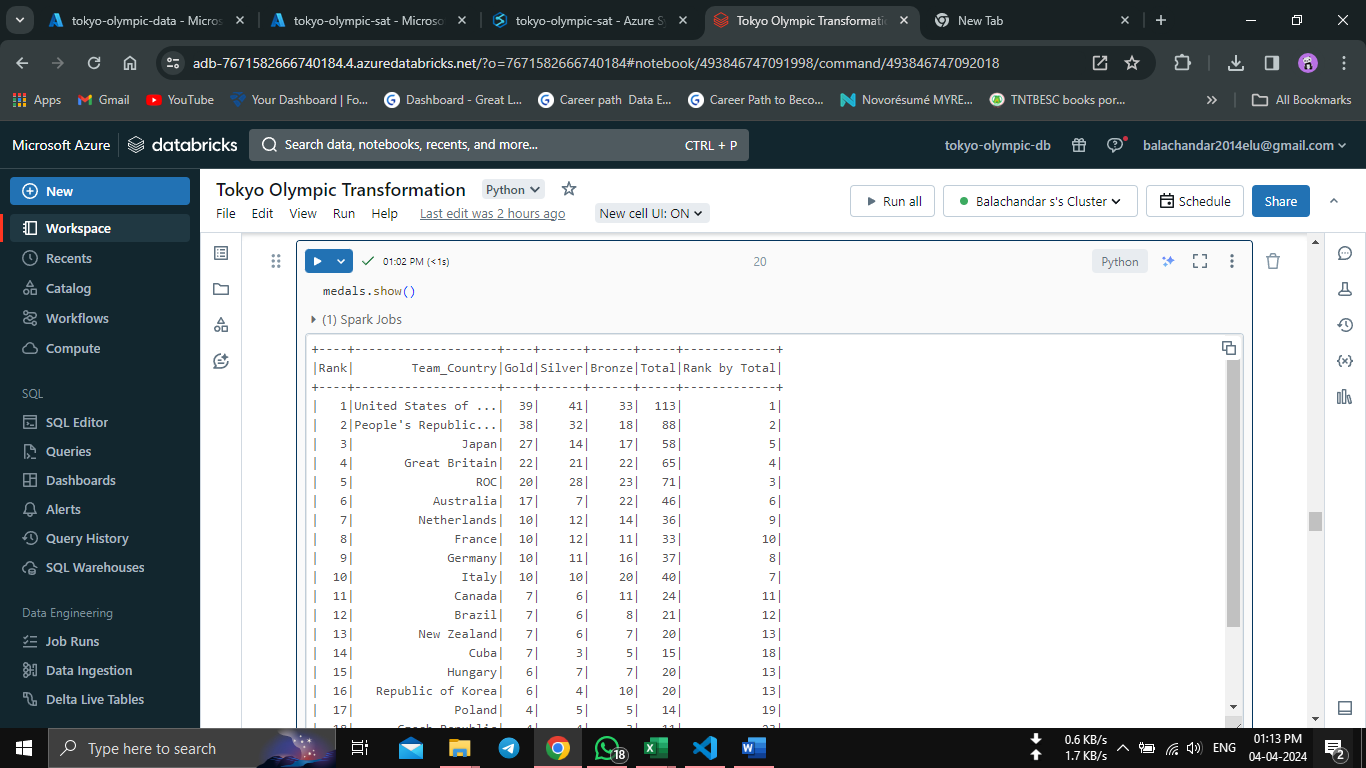 tokyo-olympic-data - Micros
tokyo-olympic-sat - Microso
tokyo-olympic-sat - Azure Sy
Tokyo Olympic Transformati
New Tab
adb-7671582666740184.4.azuredatabricks.net/?o=7671582666740184#notebook/493846747091998/command/493846747092018
Apps
Gmail
YouTube
Your Dashboard | Fo...
Dashboard - Great L...
Career path Data E...
Career Path to Beco...
Novorésumé MYRE...
TNTBESC books por...
All Bookmarks
Microsoft Azure
databricks
Search data, notebooks, recents, and more...
CTRL + P
tokyo-olympic-db
balachandar2014elu@gmail.com
New
Workspace
Recents
Catalog
Workflows
Compute
SQL
SQL Editor
Queries
Dashboards
Alerts
Query History
SQL Warehouses
Data Engineering
Job Runs
Data Ingestion
Delta Live Tables
Tokyo Olympic Transformation
Python
File Edit View Run Help Last edit was 2 hours ago
New cell UI: ON
Run all
Balachandar s's Cluster
Schedule
Share
01:02 PM (<1s)
20
Python
medals.show()
(1) Spark Jobs
+----+--------------------+----+------+------+-----+-------------+
|Rank|        Team_Country|Gold|Silver|Bronze|Total|Rank by Total|
+----+--------------------+----+------+------+-----+-------------+
|   1|United States of ...|  39|    41|    33|  113|            1|
|   2|People's Republic...|  38|    32|    18|   88|            2|
|   3|               Japan|  27|    14|    17|   58|            5|
|   4|       Great Britain|  22|    21|    22|   65|            4|
|   5|                 ROC|  20|    28|    23|   71|            3|
|   6|           Australia|  17|     7|    22|   46|            6|
|   7|         Netherlands|  10|    12|    14|   36|            9|
|   8|              France|  10|    12|    11|   33|           10|
|   9|             Germany|  10|    11|    16|   37|            8|
|  10|               Italy|  10|    10|    20|   40|            7|
|  11|              Canada|   7|     6|    11|   24|           11|
|  12|              Brazil|   7|     6|     8|   21|           12|
|  13|         New Zealand|   7|     6|     7|   20|           13|
|  14|                Cuba|   7|     3|     5|   15|           18|
|  15|             Hungary|   6|     7|     7|   20|           13|
|  16|   Republic of Korea|   6|     4|    10|   20|           13|
|  17|              Poland|   4|     5|     5|   14|           19|
Type here to search
18
0.6 KB/s
1.7 KB/s
ENG
01:13 PM
04-04-2024
2